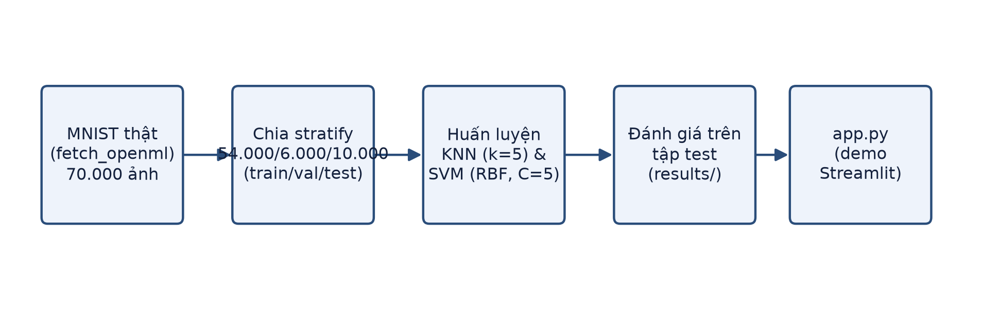 MNIST thật
(fetch_openml)
70.000 ảnh
Chia stratify
54.000/6.000/10.000
(train/val/test)
Huấn luyện
KNN (k=5) &
SVM (RBF, C=5)
Đánh giá trên
tập test
(results/)
app.py
(demo
Streamlit)